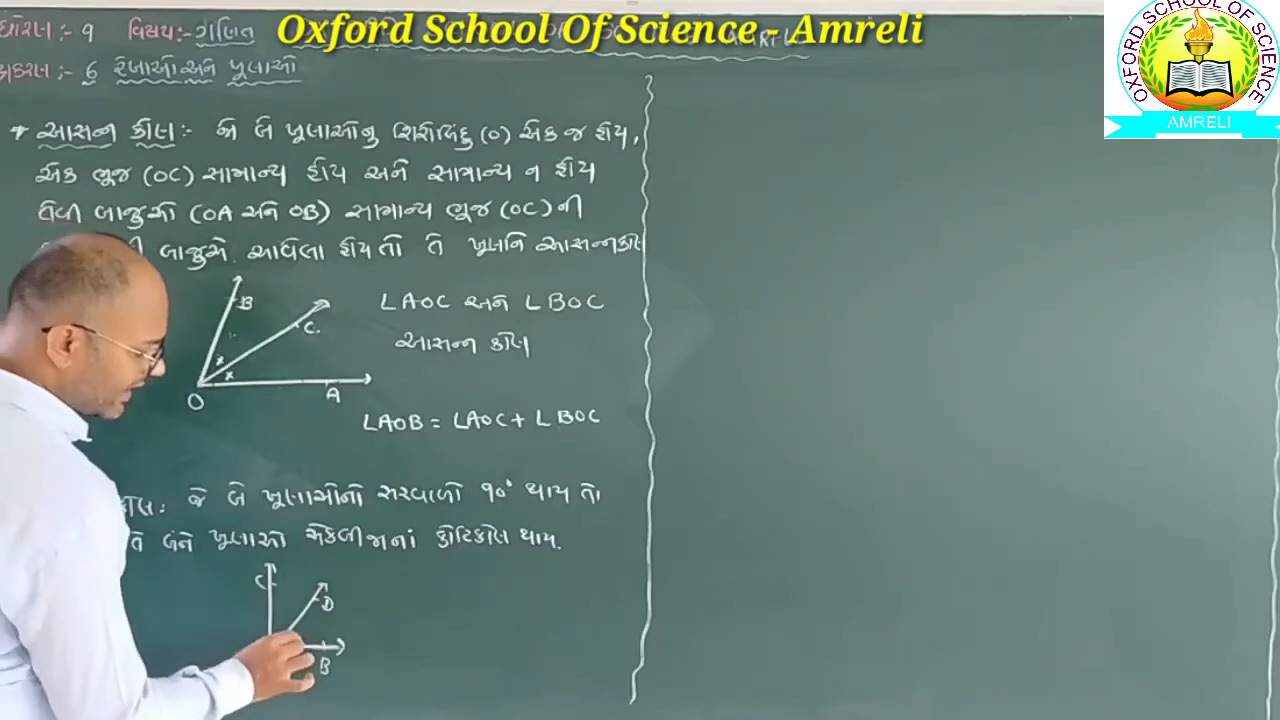 Oxford School Of Science - Amreli
OXFORD SCHOOL OF SCIENCE
AMRELI
ધોરણ :- ૧ વિષય:- ગણિત
પ્રકરણ :- 6 રેખાઓ અને ખૂણાઓ
* આસન્ન કોણ :- જે બે ખૂણાઓનુ શિરોબિંદુ (O) એક જ હોય,
એક ભૂજ (OC) સામાન્ય હોય અને સામાન્ય ન હોય
તેવી બાજુઓ (OA અને OB) સામાન્ય ભૂજ (OC) ની
બાજુએ આવેલા હોય તો તે ખૂણાને આસન્નકોણ
B
C
O
A
∠AOC અને ∠BOC
આસન્ન કોણ
∠AOB = ∠AOC + ∠BOC
કોણ : જે બે ખૂણાઓનો સરવાળો ૧૦° થાય તો
તે બંને ખૂણાઓ એકબીજાનાં કોટિકોણ થાય.
C
D
B